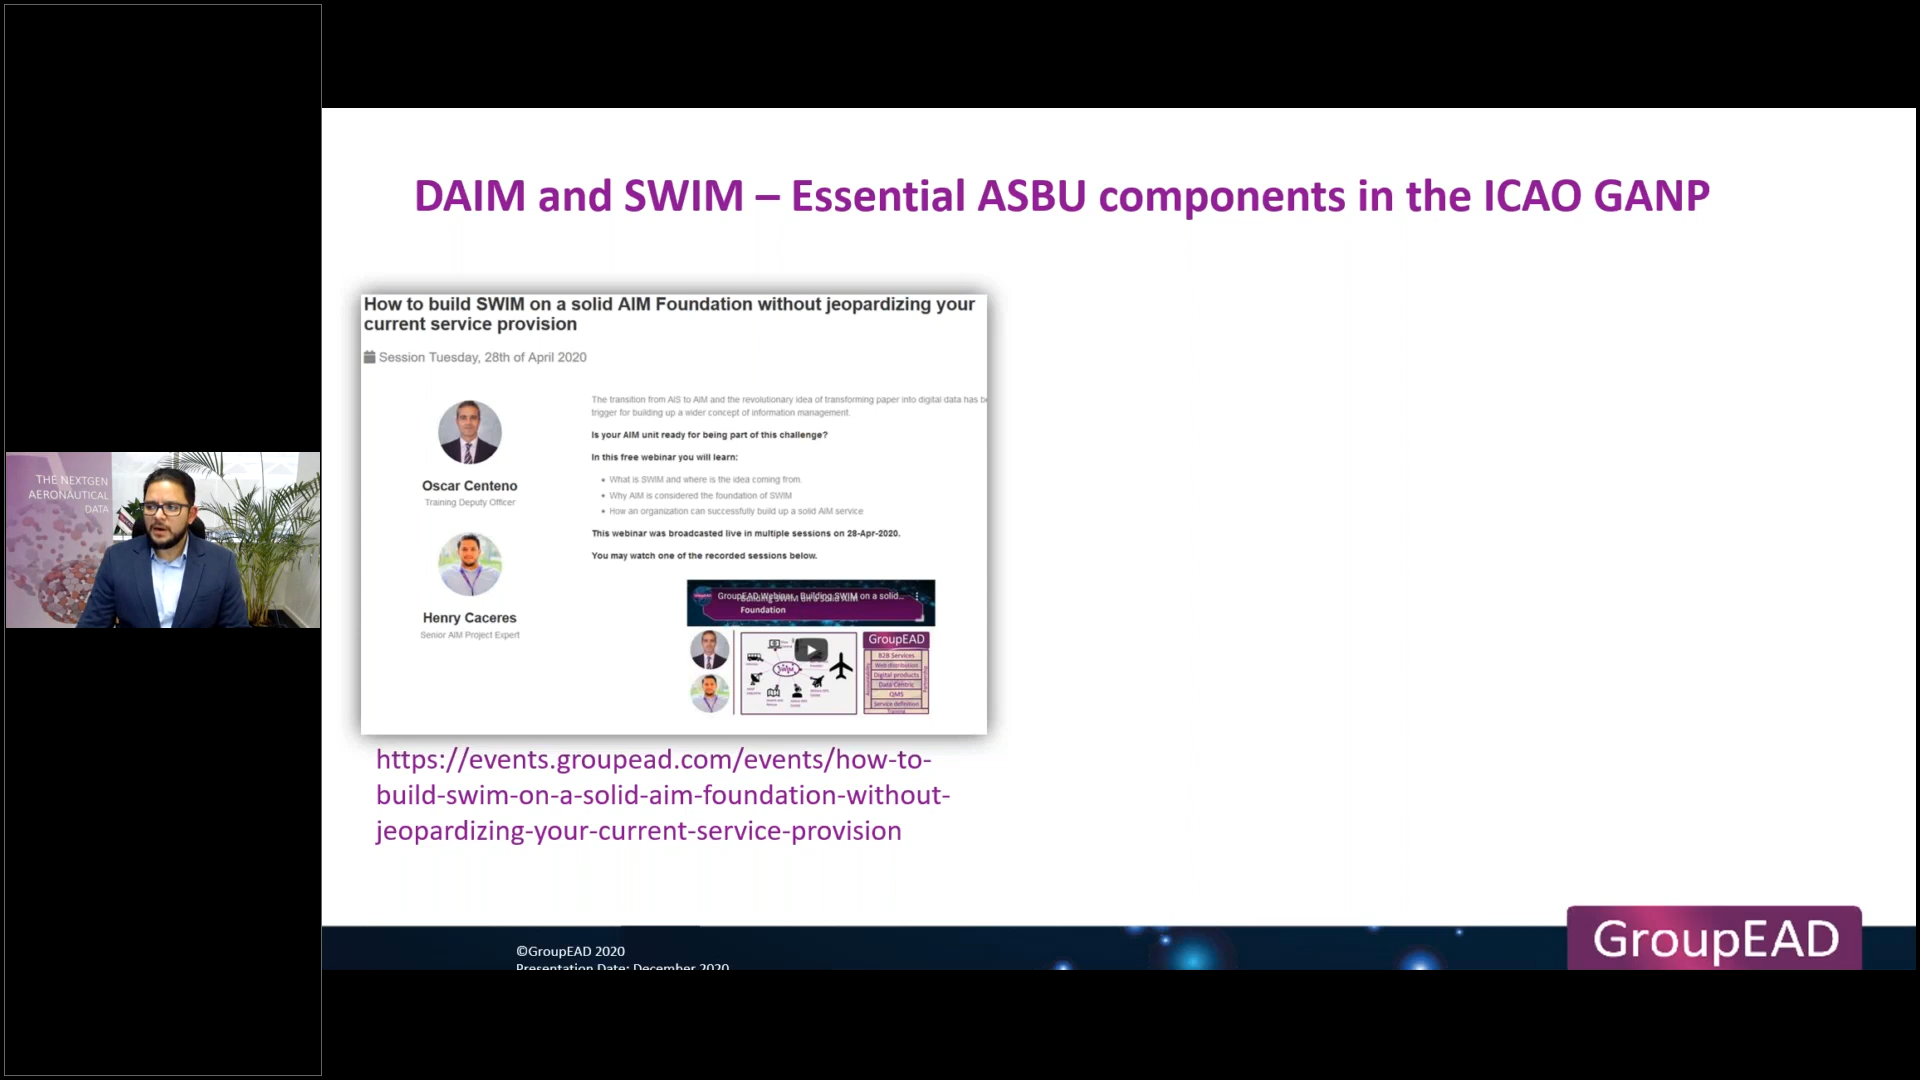 THE NEXTGEN
AERONAUTICAL
DATA
DAIM and SWIM – Essential ASBU components in the ICAO GANP
How to build SWIM on a solid AIM Foundation without jeopardizing your
current service provision
Session Tuesday, 28th of April 2020
Oscar Centeno
Training Deputy Officer
Henry Caceres
Senior AIM Project Expert
The transition from AIS to AIM and the revolutionary idea of transforming paper into digital data has be
trigger for building up a wider concept of information management.
Is your AIM unit ready for being part of this challenge?
In this free webinar you will learn:
What is SWIM and where is the idea coming from.
Why AIM is considered the foundation of SWIM
How an organization can successfully build up a solid AIM service
This webinar was broadcasted live in multiple sessions on 28-Apr-2020.
You may watch one of the recorded sessions below.
GroupEAD Webinar - Building SWIM on a solid...
Building SWIM on a solid AIM
Foundation
SWIM
GroupEAD
B2B Services
Web distribution
Digital products
Data Centric
QMS
Service definition
Training
https://events.groupead.com/events/how-to-
build-swim-on-a-solid-aim-foundation-without-
jeopardizing-your-current-service-provision
©GroupEAD 2020
Presentation Date: December 2020
GroupEAD